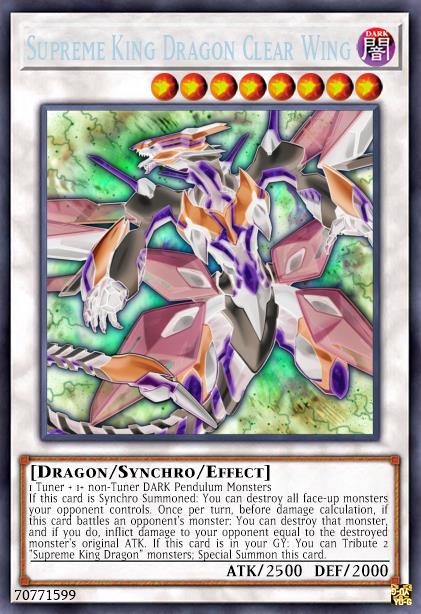 Supreme King Dragon Clear Wing
DARK
闇
[Dragon/Synchro/Effect]
1 Tuner + 1+ non-Tuner DARK Pendulum Monsters
If this card is Synchro Summoned: You can destroy all face-up monsters
your opponent controls. Once per turn, before damage calculation, if
this card battles an opponent's monster: You can destroy that monster,
and if you do, inflict damage to your opponent equal to the destroyed
monster's original ATK. If this card is in your GY: You can Tribute 2
"Supreme King Dragon" monsters; Special Summon this card.
ATK/2500 DEF/2000
70771599